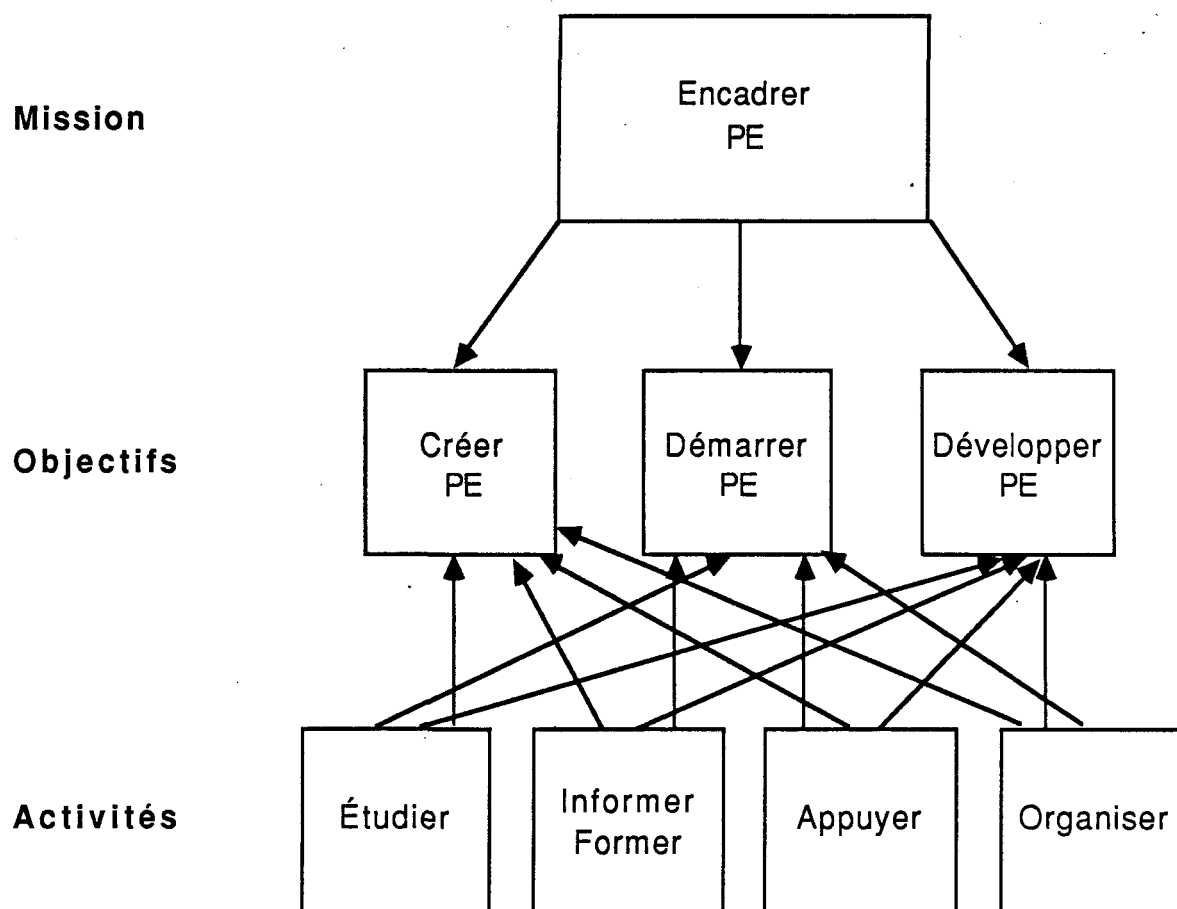 Mission
Encadrer
PE
Objectifs
Créer
PE
Démarrer
PE
Développer
PE
Activités
Étudier
Informer
Former
Appuyer
Organiser